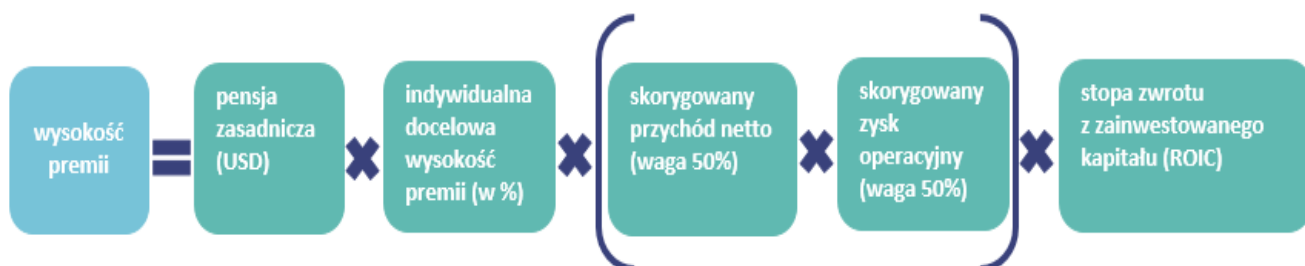 wysokość
premii
=
pensja
zasadnicza
(USD)
×
indywidualna
docelowa
wysokość
premii (w %)
×
(
skorygowany
przychód netto
(waga 50%)
×
skorygowany
zysk
operacyjny
(waga 50%)
)
×
stopa zwrotu
z zainwestowanego
kapitału (ROIC)